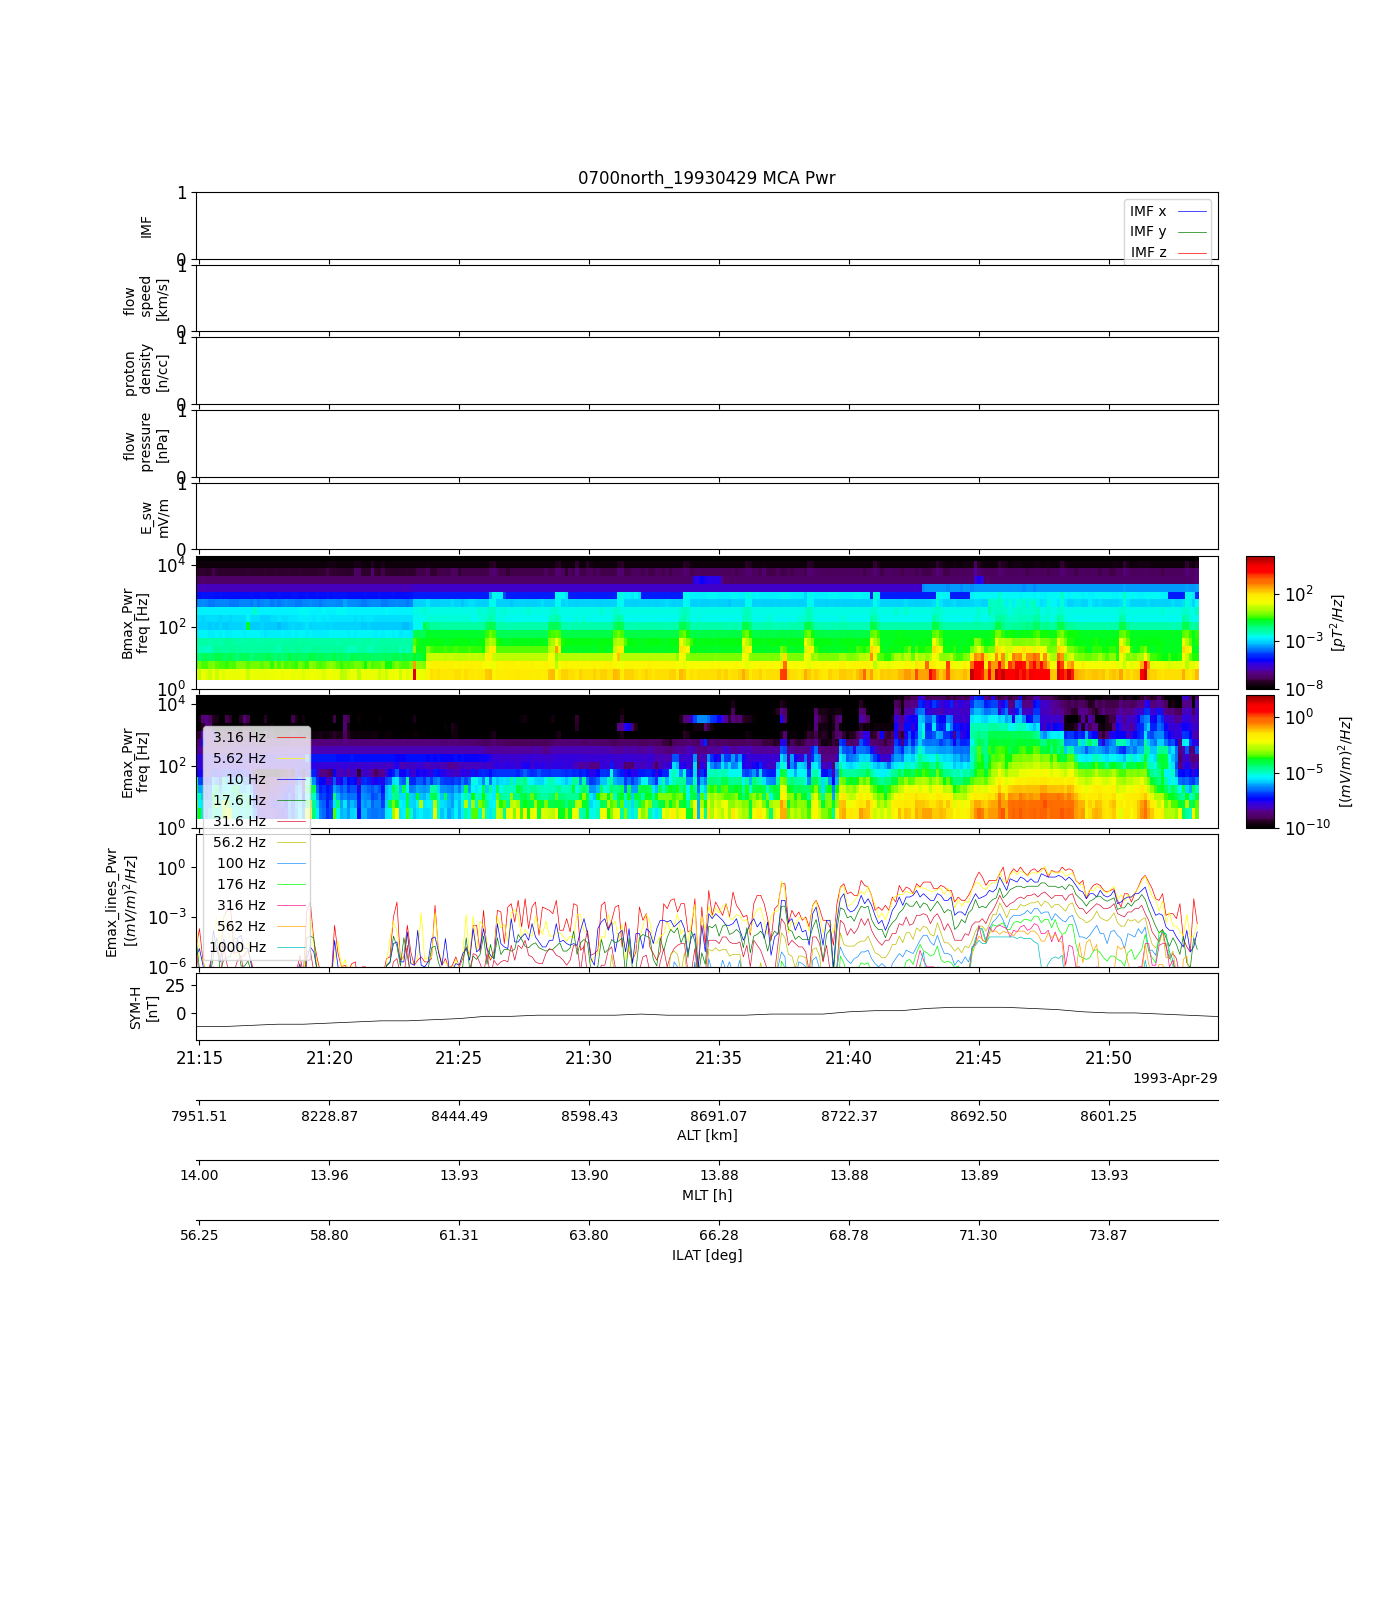 0700north_19930429 MCA Pwr
1
IMF
0
IMF x
IMF y
IMF z
1
flow
speed
[km/s]
0
1
proton
density
[n/cc]
0
1
flow
pressure
[nPa]
0
1
E_sw
mV/m
0
10^4
10^2
10^0
Bmax_Pwr
freq [Hz]
10^2
10^-3
10^-8
[pT^2/Hz]
10^4
10^2
10^0
Emax_Pwr
freq [Hz]
10^0
10^-5
10^-10
[(mV/m)^2/Hz]
3.16 Hz
5.62 Hz
10 Hz
17.6 Hz
31.6 Hz
56.2 Hz
100 Hz
176 Hz
316 Hz
562 Hz
1000 Hz
10^0
10^-3
10^-6
Emax_lines_Pwr
[(mV/m)^2/Hz]
25
0
SYM-H
[nT]
21:15 21:20 21:25 21:30 21:35 21:40 21:45 21:50
1993-Apr-29
7951.51 8228.87 8444.49 8598.43 8691.07 8722.37 8692.50 8601.25
ALT [km]
14.00 13.96 13.93 13.90 13.88 13.88 13.89 13.93
MLT [h]
56.25 58.80 61.31 63.80 66.28 68.78 71.30 73.87
ILAT [deg]